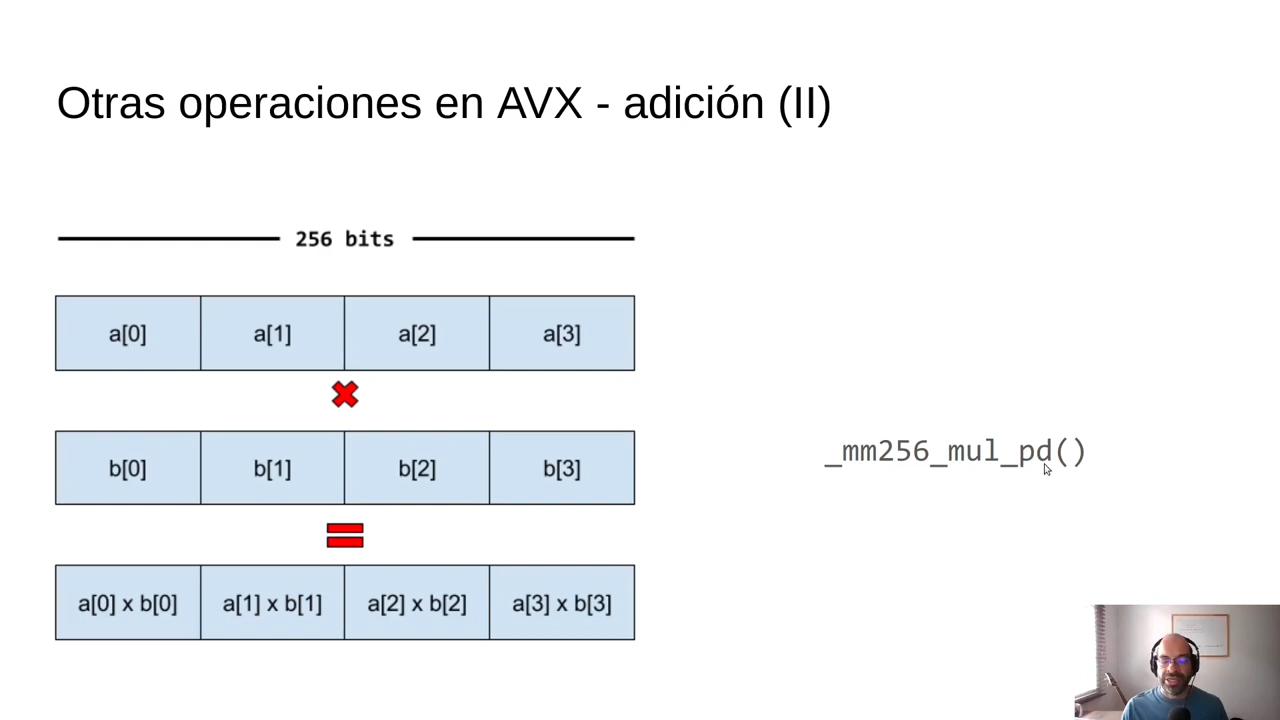 Otras operaciones en AVX - adición (II)
256 bits
a[0] a[1] a[2] a[3]
b[0] b[1] b[2] b[3]
_mm256_mul_pd()
a[0] x b[0] a[1] x b[1] a[2] x b[2] a[3] x b[3]